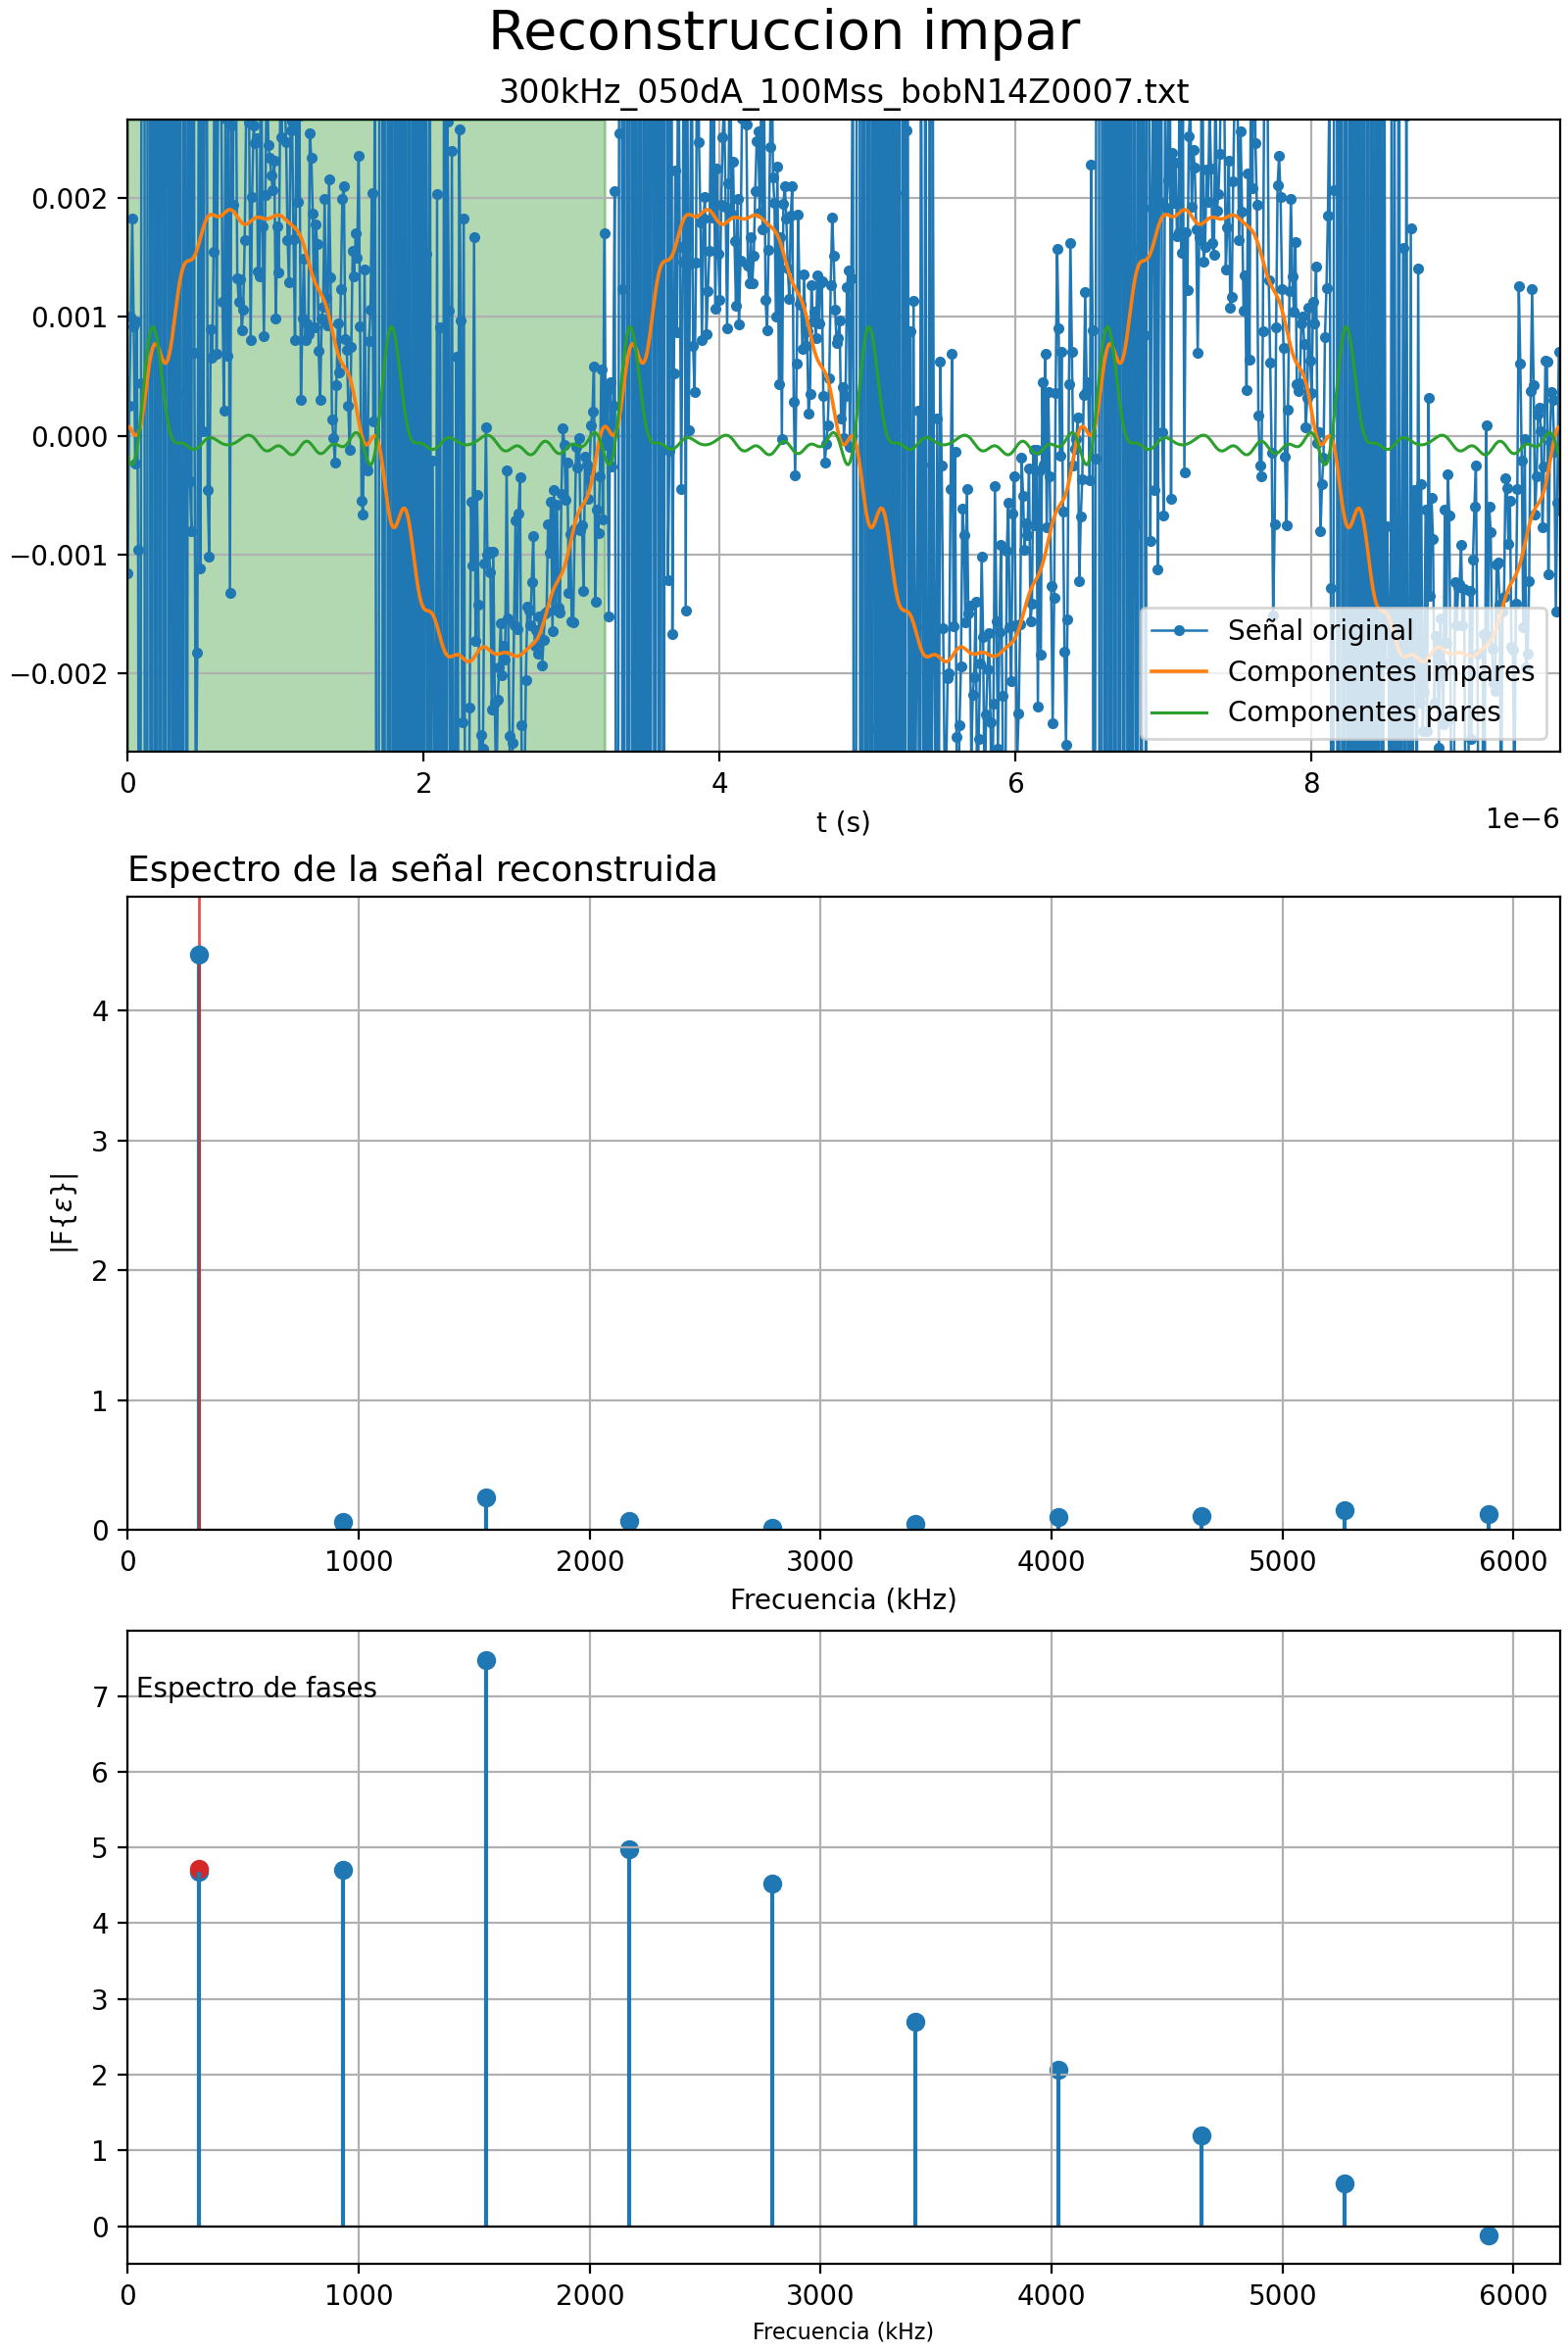 Reconstruccion impar
300kHz_050dA_100Mss_bobN14Z0007.txt
0.002
0.001
0.000
−0.001
−0.002
Señal original
Componentes impares
Componentes pares
0 2 4 6 8
1e−6
t (s)
Espectro de la señal reconstruida
4
3
2
1
0
|F{ε}|
0 1000 2000 3000 4000 5000 6000
Frecuencia (kHz)
Espectro de fases
7
6
5
4
3
2
1
0
0 1000 2000 3000 4000 5000 6000
Frecuencia (kHz)